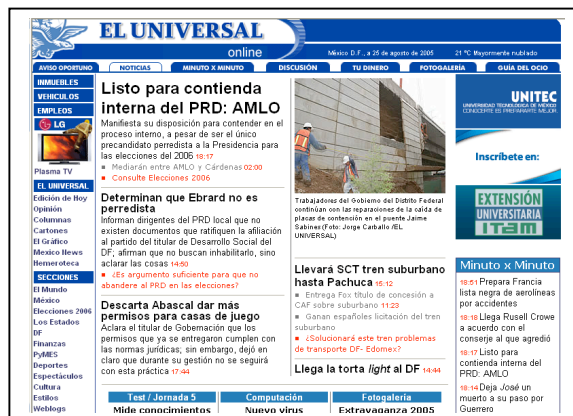 EL UNIVERSAL
online
México D.F., a 25 de agosto de 2005
21 °C Mayormente nublado
AVISO OPORTUNO
NOTICIAS
MINUTO X MINUTO
DISCUSIÓN
TU DINERO
FOTOGALERÍA
GUÍA DEL OCIO
INMUEBLES
VEHICULOS
EMPLEOS
LG
Plasma TV
EL UNIVERSAL
Edición de Hoy
Opinión
Columnas
Cartones
El Gráfico
Mexico News
Hemeroteca
SECCIONES
El Mundo
México
Elecciones 2006
Los Estados
DF
Finanzas
PyMES
Deportes
Espectáculos
Cultura
Estilos
Weblogs
Listo para contienda
interna del PRD: AMLO
Manifiesta su disposición para contender en el
proceso interno, a pesar de ser el único
precandidato perredista a la Presidencia para
las elecciones del 2006 18:17
Mediarán entre AMLO y Cárdenas 02:00
Consulte Elecciones 2006
Determinan que Ebrard no es
perredista
Informan dirigentes del PRD local que no
existen documentos que ratifiquen la afiliación
al partido del titular de Desarrollo Social del
DF; afirman que no buscan inhabilitarlo, sino
aclarar las cosas 14:50
¿Es argumento suficiente para que no
abandere al PRD en las elecciones?
Descarta Abascal dar más
permisos para casas de juego
Aclara el titular de Gobernación que los
permisos que ya se entregaron cumplen con
las normas jurídicas; sin embargo, dejó en
claro que durante su gestión no se seguirá
con esta práctica 17:44
Trabajadores del Gobierno del Distrito Federal
continúan con las reparaciones de la caída de
placas de contención en el puente Jaime
Sabines (Foto: Jorge Carballo /EL
UNIVERSAL)
Llevará SCT tren suburbano
hasta Pachuca 15:12
Entrega Fox título de concesión a
CAF sobre suburbano 11:23
Ganan españoles licitación del tren
suburbano
¿Solucionará este tren problemas
de transporte DF- Edomex?
Llega la torta light al DF 14:44
UNITEC
UNIVERSIDAD TECNOLOGICA DE MÉXICO
CONOCERTE ES PREPARARTE MEJOR.
Inscríbete en:
EXTENSIÓN
UNIVERSITARIA
ITAM
Minuto x Minuto
18:51 Prepara Francia
lista negra de aerolíneas
por accidentes
18:18 Llega Rusell Crowe
a acuerdo con el
conserje al que agredió
18:17 Listo para
contienda interna del
PRD: AMLO
18:14 Deja José un
muerto a su paso por
Guerrero
Test / Jornada 5
Computación
Fotogalería
Mide conocimientos
Nuevo virus
Extravaganza 2005